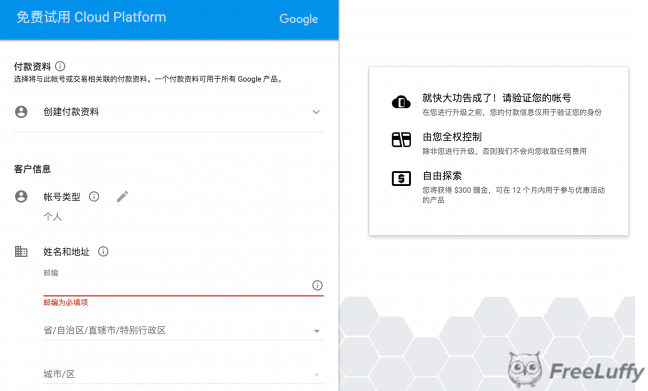 免费试用 Cloud Platform
Google
付款资料
选择将与此帐号或交易相关联的付款资料。一个付款资料可用于所有 Google 产品。
创建付款资料
客户信息
帐号类型
个人
姓名和地址
邮编
邮编为必填项
省/自治区/直辖市/特别行政区
城市/区
就快大功告成了！请验证您的帐号
在您进行升级之前，您的付款信息仅用于验证您的身份
由您全权控制
除非您进行升级，否则我们不会向您收取任何费用
自由探索
您将获得 $300 赠金，可在 12 个月内用于参与优惠活动
的产品
FreeLuffy